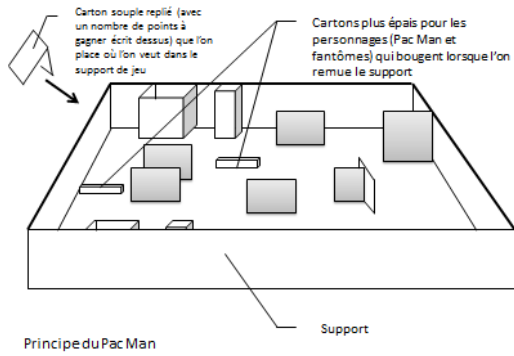 Carton souple replié (avec
un nombre de points à
gagner écrit dessus) que l'on
place où l'on veut dans le
support de jeu
Cartons plus épais pour les
personnages (Pac Man et
fantômes) qui bougent lorsque l'on
remue le support
Support
Principe du Pac Man